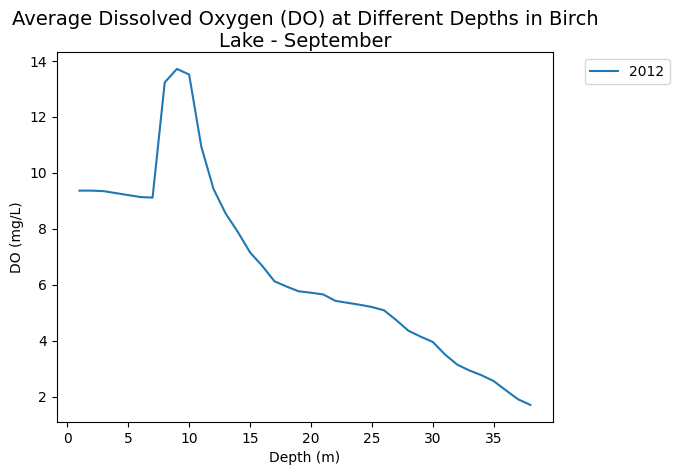 Average Dissolved Oxygen (DO) at Different Depths in Birch
Lake - September
2012
14
12
10
8
6
4
2
DO (mg/L)
0 5 10 15 20 25 30 35
Depth (m)